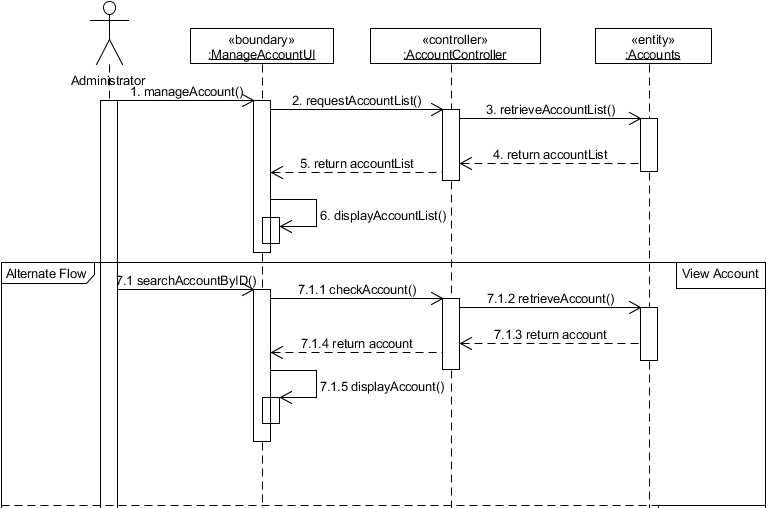 «boundary»
:ManageAccountUI
«controller»
:AccountController
«entity»
:Accounts
Administrator
1. manageAccount()
2. requestAccountList()
3. retrieveAccountList()
4. return accountList
5. return accountList
6. displayAccountList()
Alternate Flow
View Account
7.1 searchAccountByID()
7.1.1 checkAccount()
7.1.2 retrieveAccount()
7.1.3 return account
7.1.4 return account
7.1.5 displayAccount()